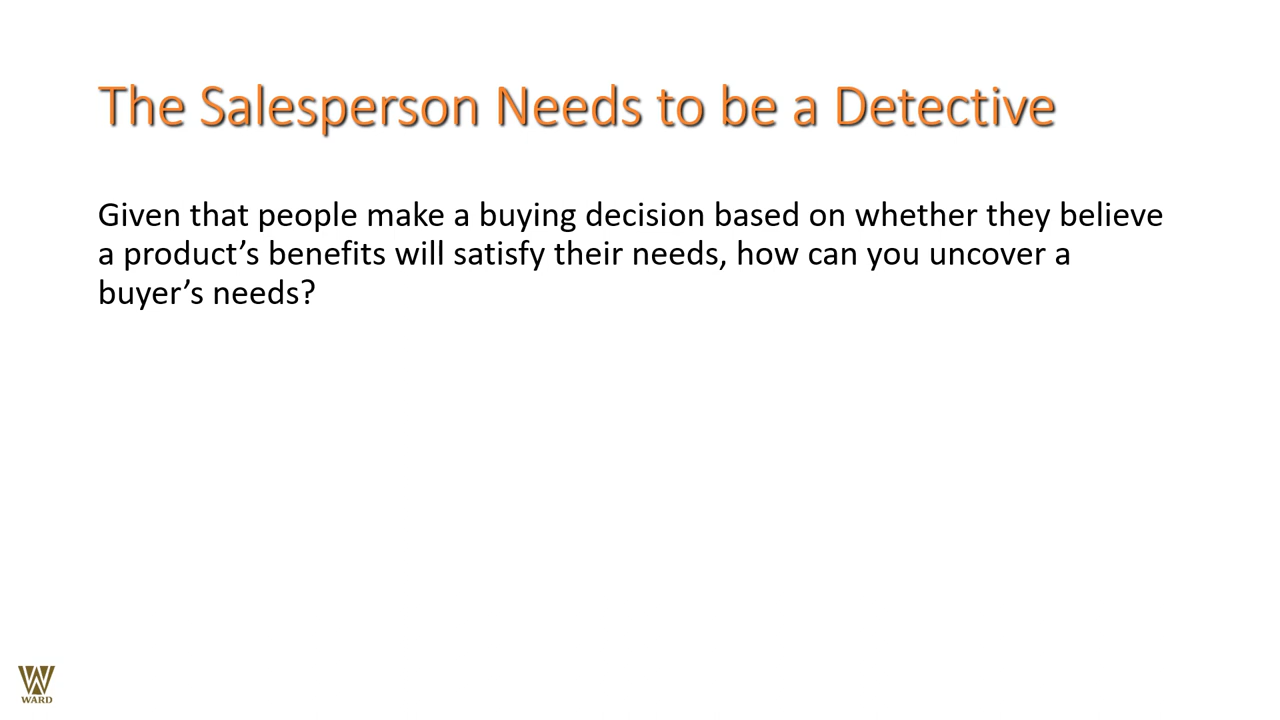 The Salesperson Needs to be a Detective
Given that people make a buying decision based on whether they believe
a product’s benefits will satisfy their needs, how can you uncover a
buyer’s needs?
WARD